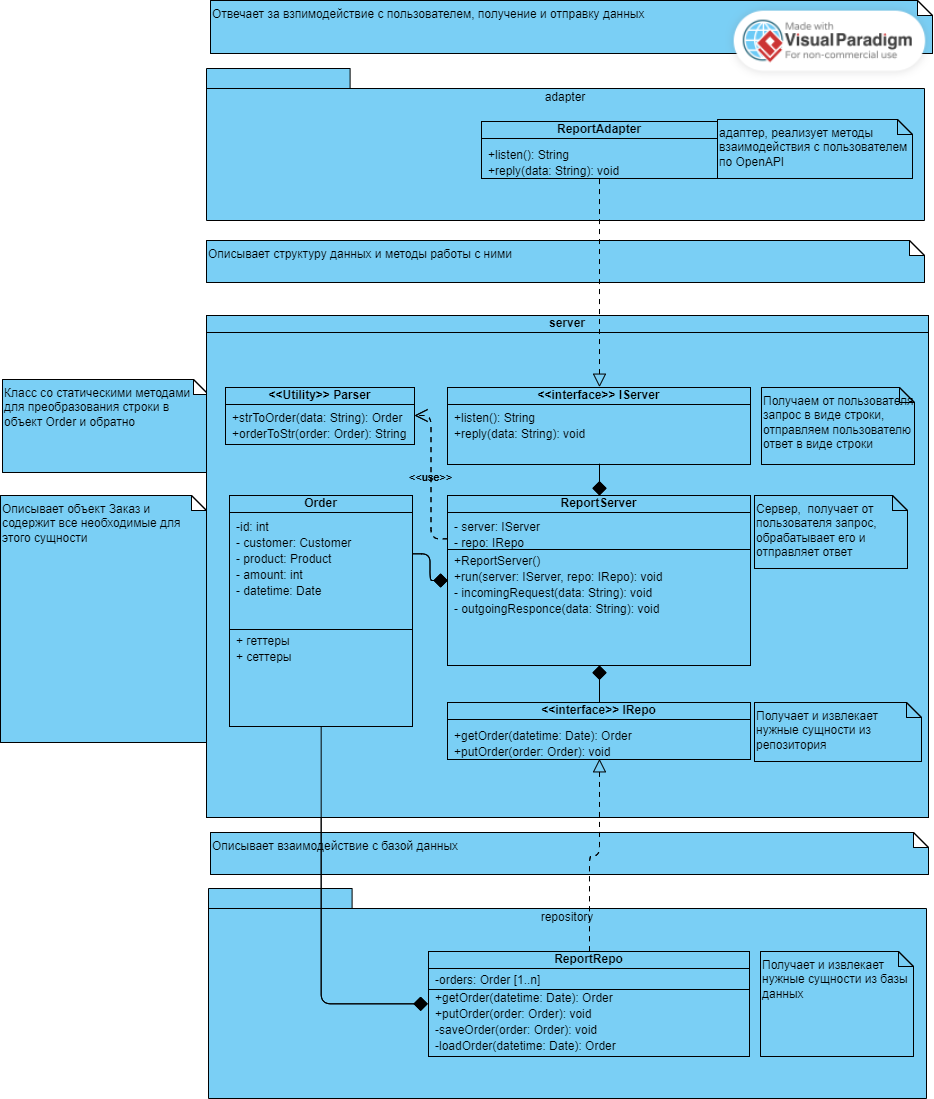 Отвечает за взпимодействие с пользователем, получение и отправку данных
Made with
VisualParadigm
For non-commercial use
adapter
ReportAdapter
+listen(): String
+reply(data: String): void
адаптер, реализует методы
взаимодействия с пользователем
по OpenAPI
Описывает структуру данных и методы работы с ними
server
Класс со статическими методами
для преобразования строки в
объект Order и обратно
<<Utility>> Parser
+strToOrder(data: String): Order
+orderToStr(order: Order): String
<<interface>> IServer
+listen(): String
+reply(data: String): void
Получаем от пользователя
запрос в виде строки,
отправляем пользователю
ответ в виде строки
<<use>>
Описывает объект Заказ и
содержит все необходимые для
этого сущности
Order
-id: int
- customer: Customer
- product: Product
- amount: int
- datetime: Date
+ геттеры
+ сеттеры
ReportServer
- server: IServer
- repo: IRepo
+ReportServer()
+run(server: IServer, repo: IRepo): void
- incomingRequest(data: String): void
- outgoingResponce(data: String): void
Сервер, получает от
пользователя запрос,
обрабатывает его и
отправляет ответ
<<interface>> IRepo
+getOrder(datetime: Date): Order
+putOrder(order: Order): void
Получает и извлекает
нужные сущности из
репозитория
Описывает взаимодействие с базой данных
repository
ReportRepo
-orders: Order [1..n]
+getOrder(datetime: Date): Order
+putOrder(order: Order): void
-saveOrder(order: Order): void
-loadOrder(datetime: Date): Order
Получает и извлекает
нужные сущности из базы
данных